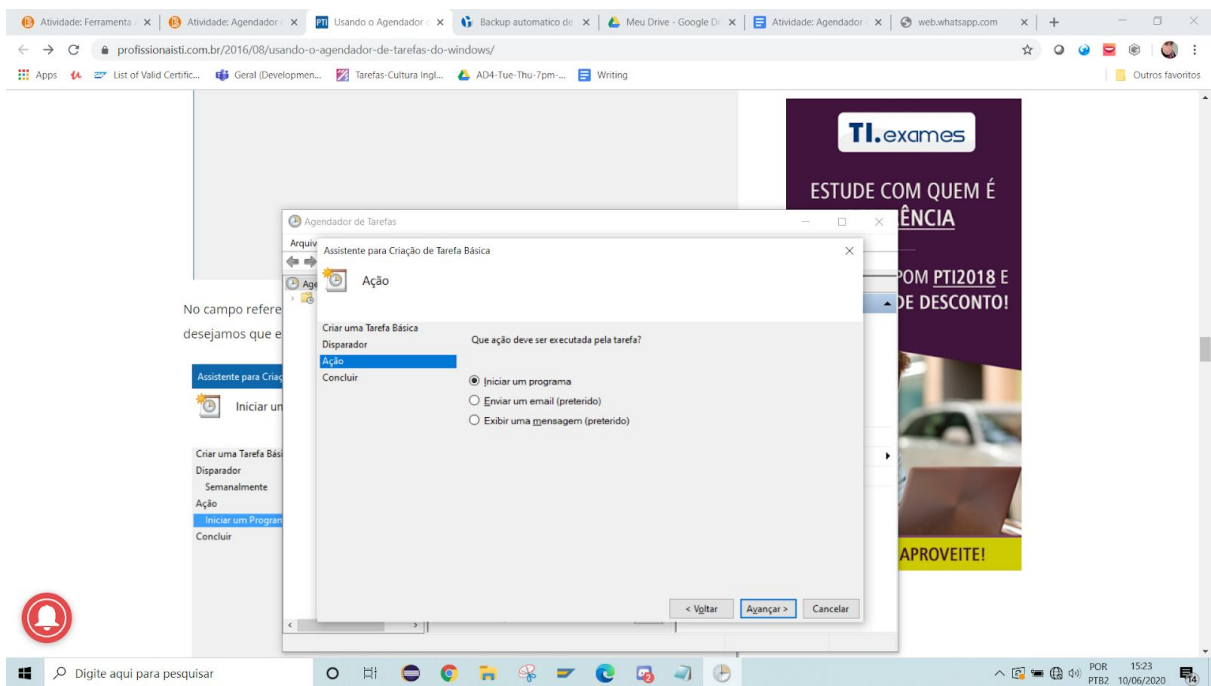 Atividade: Ferramenta
Atividade: Agendador
Usando o Agendador
Backup automatico de
Meu Drive - Google Dr
Atividade: Agendador
web.whatsapp.com
profissionaisti.com.br/2016/08/usando-o-agendador-de-tarefas-do-windows/
Apps
List of Valid Certific...
Geral (Developmen...
Tarefas-Cultura Ingl...
AD4-Tue-Thu-7pm-...
Writing
Outros favoritos
TI.exames
ESTUDE COM QUEM É
ÊNCIA
POM PTI2018 E
DE DESCONTO!
APROVEITE!
No campo refere
desejamos que e
Assistente para Criaç
Iniciar un
Criar uma Tarefa Bási
Disparador
Semanalmente
Ação
Iniciar um Program
Concluir
Agendador de Tarefas
Arquiv
Age
Assistente para Criação de Tarefa Básica
Ação
Criar uma Tarefa Básica
Disparador
Ação
Concluir
Que ação deve ser executada pela tarefa?
Iniciar um programa
Enviar um email (preterido)
Exibir uma mensagem (preterido)
< Voltar
Avançar >
Cancelar
Digite aqui para pesquisar
POR
PTB2
15:23
10/06/2020
14